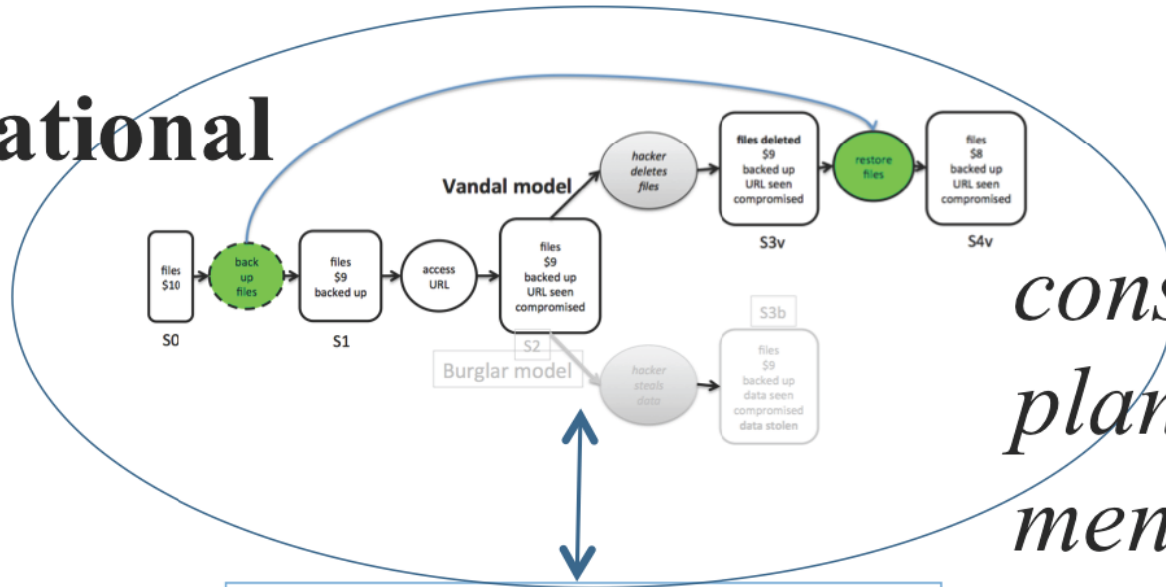 ational
Vandal model
files
$10
S0
back
up
files
files
$9
backed up
S1
access
URL
files
$9
backed up
URL seen
compromised
S2
hacker
deletes
files
files deleted
$9
backed up
URL seen
compromised
S3v
restore
files
files
$8
backed up
URL seen
compromised
S4v
Burglar model
hacker
steals
data
S3b
files
$9
backed up
data seen
compromised
data stolen
cons
plan
men